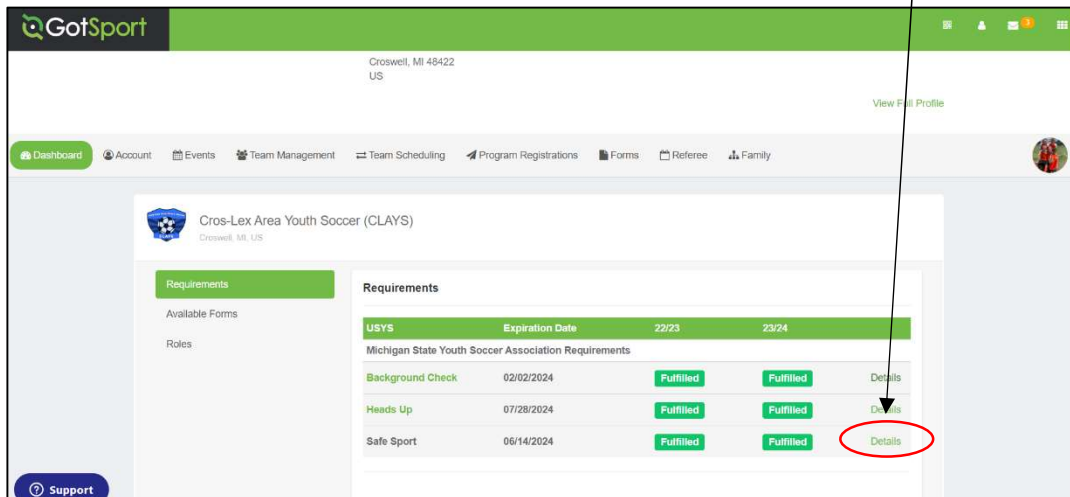 GotSport
3
Croswell, MI 48422
US
View Full Profile
Dashboard Account Events Team Management Team Scheduling Program Registrations Forms Referee Family
Cros-Lex Area Youth Soccer (CLAYS)
Croswell, MI, US
CLAYS
Requirements
Available Forms
Roles
Requirements
USYS Expiration Date 22/23 23/24
Michigan State Youth Soccer Association Requirements
Background Check 02/02/2024 Fulfilled Fulfilled Details
Heads Up 07/28/2024 Fulfilled Fulfilled Details
Safe Sport 06/14/2024 Fulfilled Fulfilled Details
Support